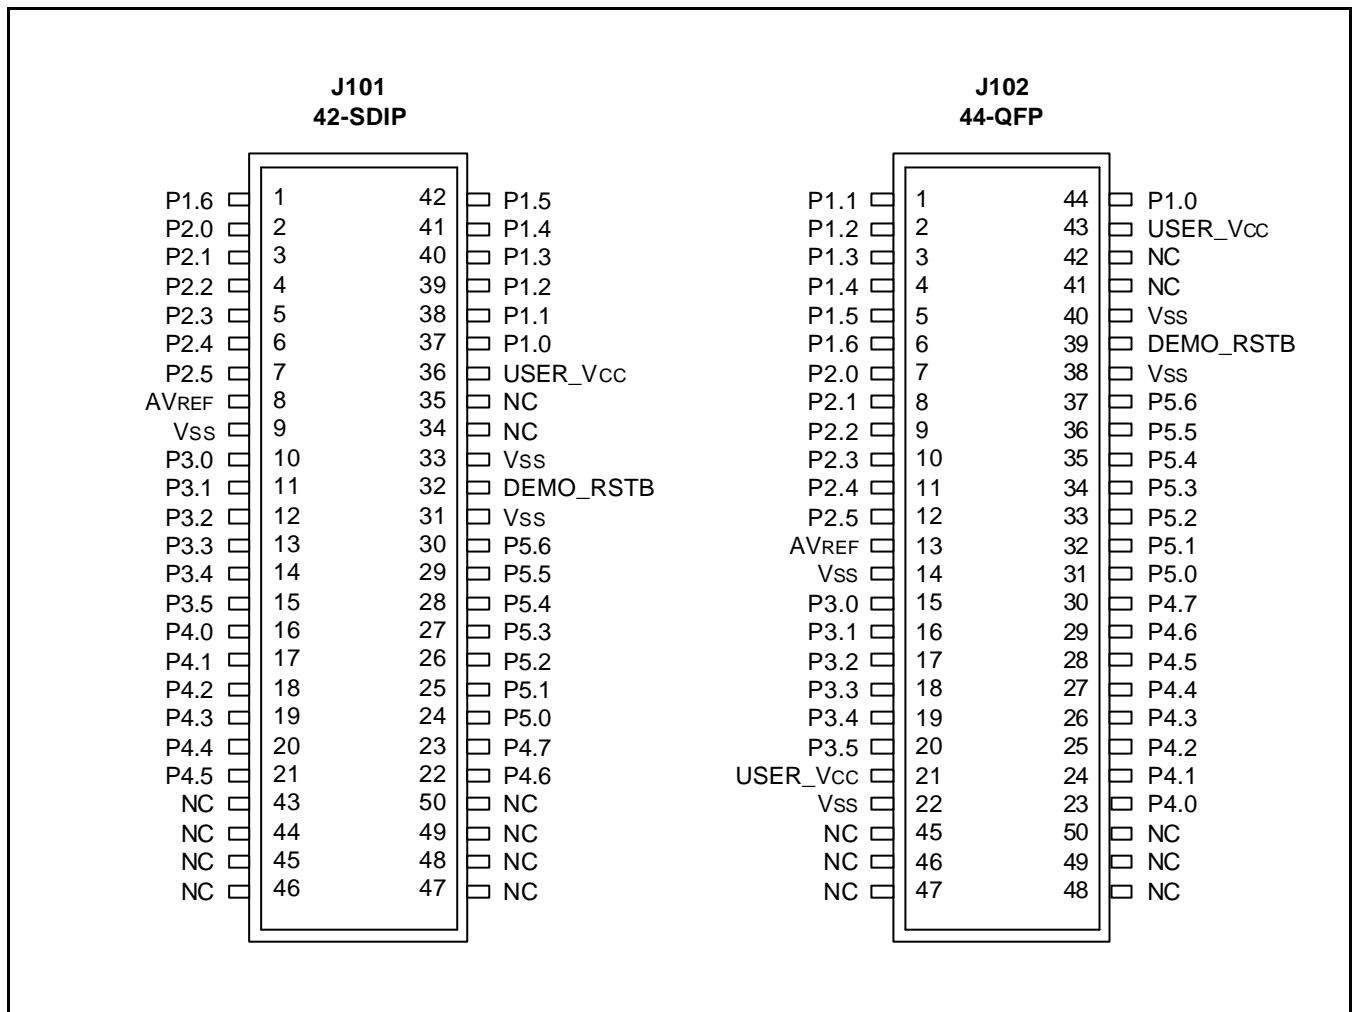 J101
42-SDIP
P1.6 1 42 P1.5
P2.0 2 41 P1.4
P2.1 3 40 P1.3
P2.2 4 39 P1.2
P2.3 5 38 P1.1
P2.4 6 37 P1.0
P2.5 7 36 USER_VCC
AVREF 8 35 NC
VSS 9 34 NC
P3.0 10 33 VSS
P3.1 11 32 DEMO_RSTB
P3.2 12 31 VSS
P3.3 13 30 P5.6
P3.4 14 29 P5.5
P3.5 15 28 P5.4
P4.0 16 27 P5.3
P4.1 17 26 P5.2
P4.2 18 25 P5.1
P4.3 19 24 P5.0
P4.4 20 23 P4.7
P4.5 21 22 P4.6
NC 43 50 NC
NC 44 49 NC
NC 45 48 NC
NC 46 47 NC
J102
44-QFP
P1.1 1 44 P1.0
P1.2 2 43 USER_VCC
P1.3 3 42 NC
P1.4 4 41 NC
P1.5 5 40 VSS
P1.6 6 39 DEMO_RSTB
P2.0 7 38 VSS
P2.1 8 37 P5.6
P2.2 9 36 P5.5
P2.3 10 35 P5.4
P2.4 11 34 P5.3
P2.5 12 33 P5.2
AVREF 13 32 P5.1
VSS 14 31 P5.0
P3.0 15 30 P4.7
P3.1 16 29 P4.6
P3.2 17 28 P4.5
P3.3 18 27 P4.4
P3.4 19 26 P4.3
P3.5 20 25 P4.2
USER_VCC 21 24 P4.1
VSS 22 23 P4.0
NC 45 50 NC
NC 46 49 NC
NC 47 48 NC